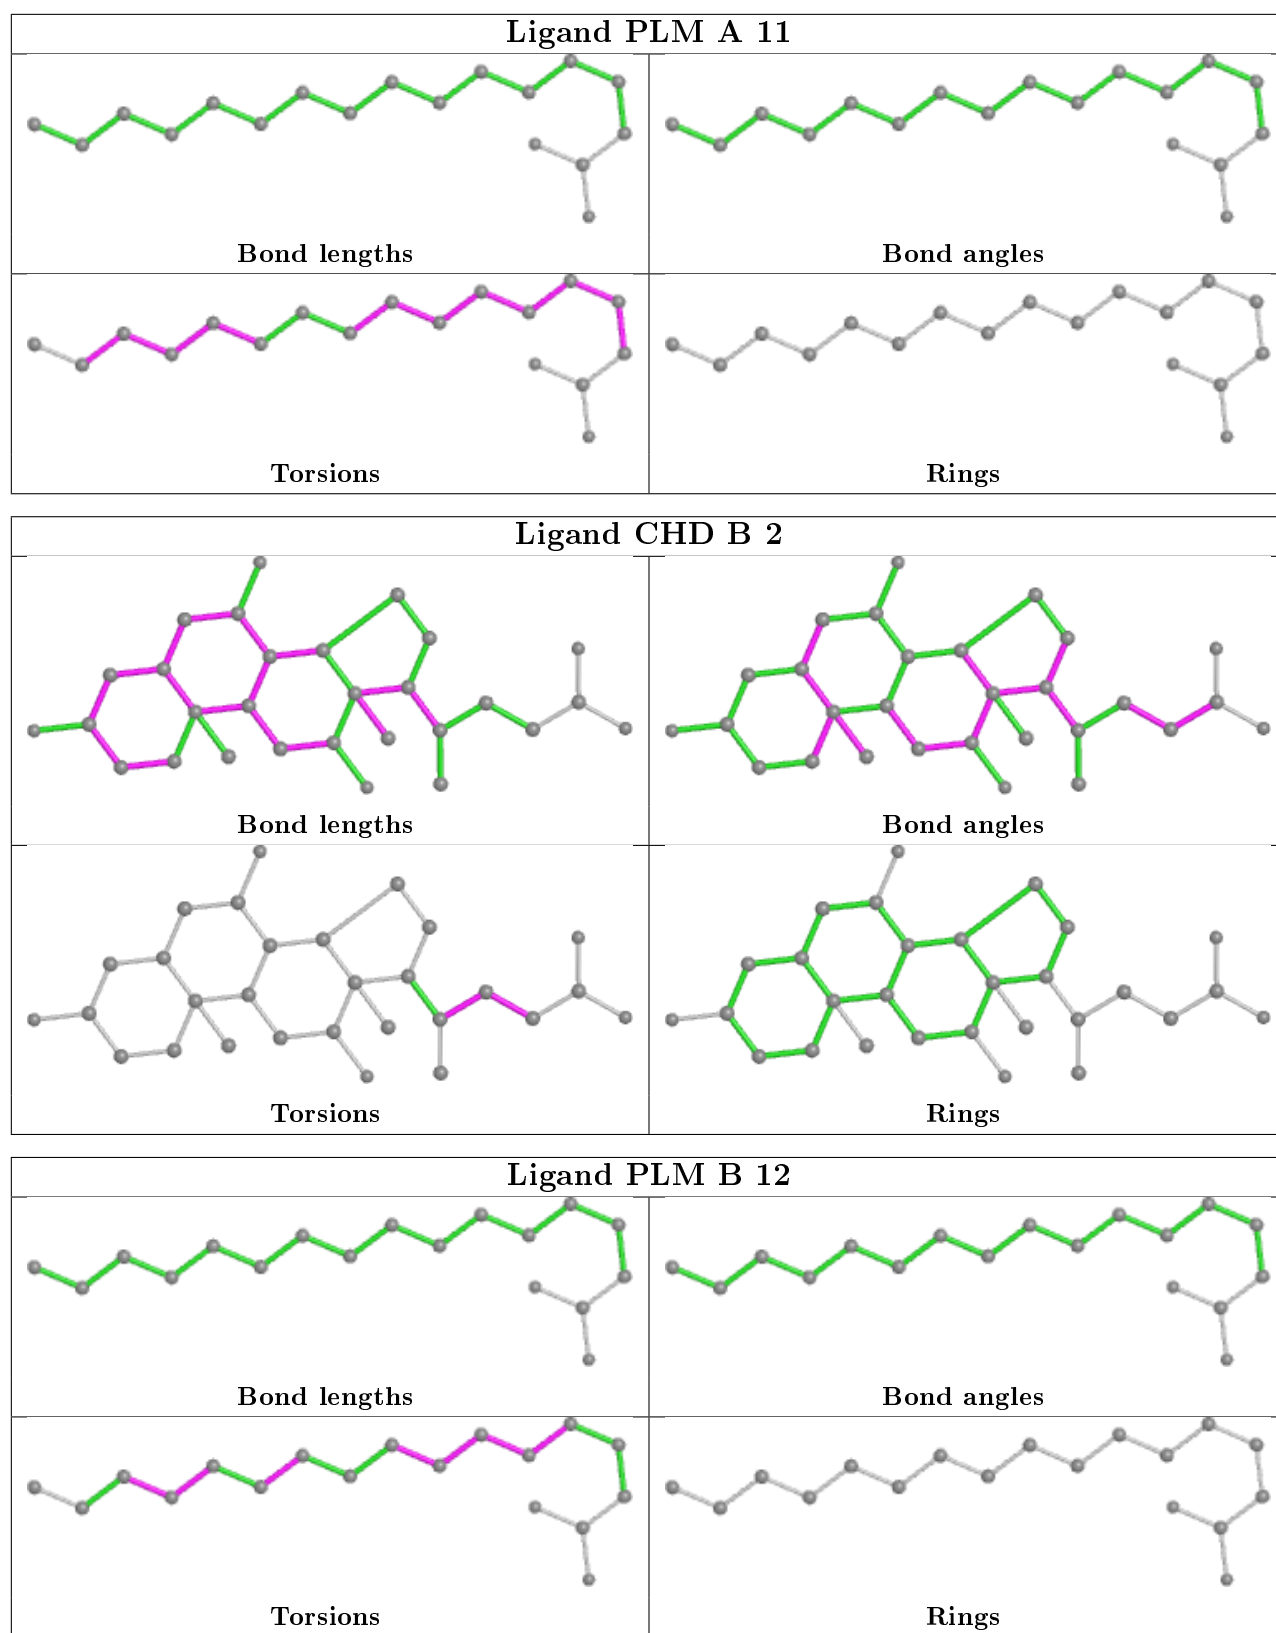 Ligand PLM A 11
Bond lengths
Bond angles
Torsions
Rings
Ligand CHD B 2
Bond lengths
Bond angles
Torsions
Rings
Ligand PLM B 12
Bond lengths
Bond angles
Torsions
Rings